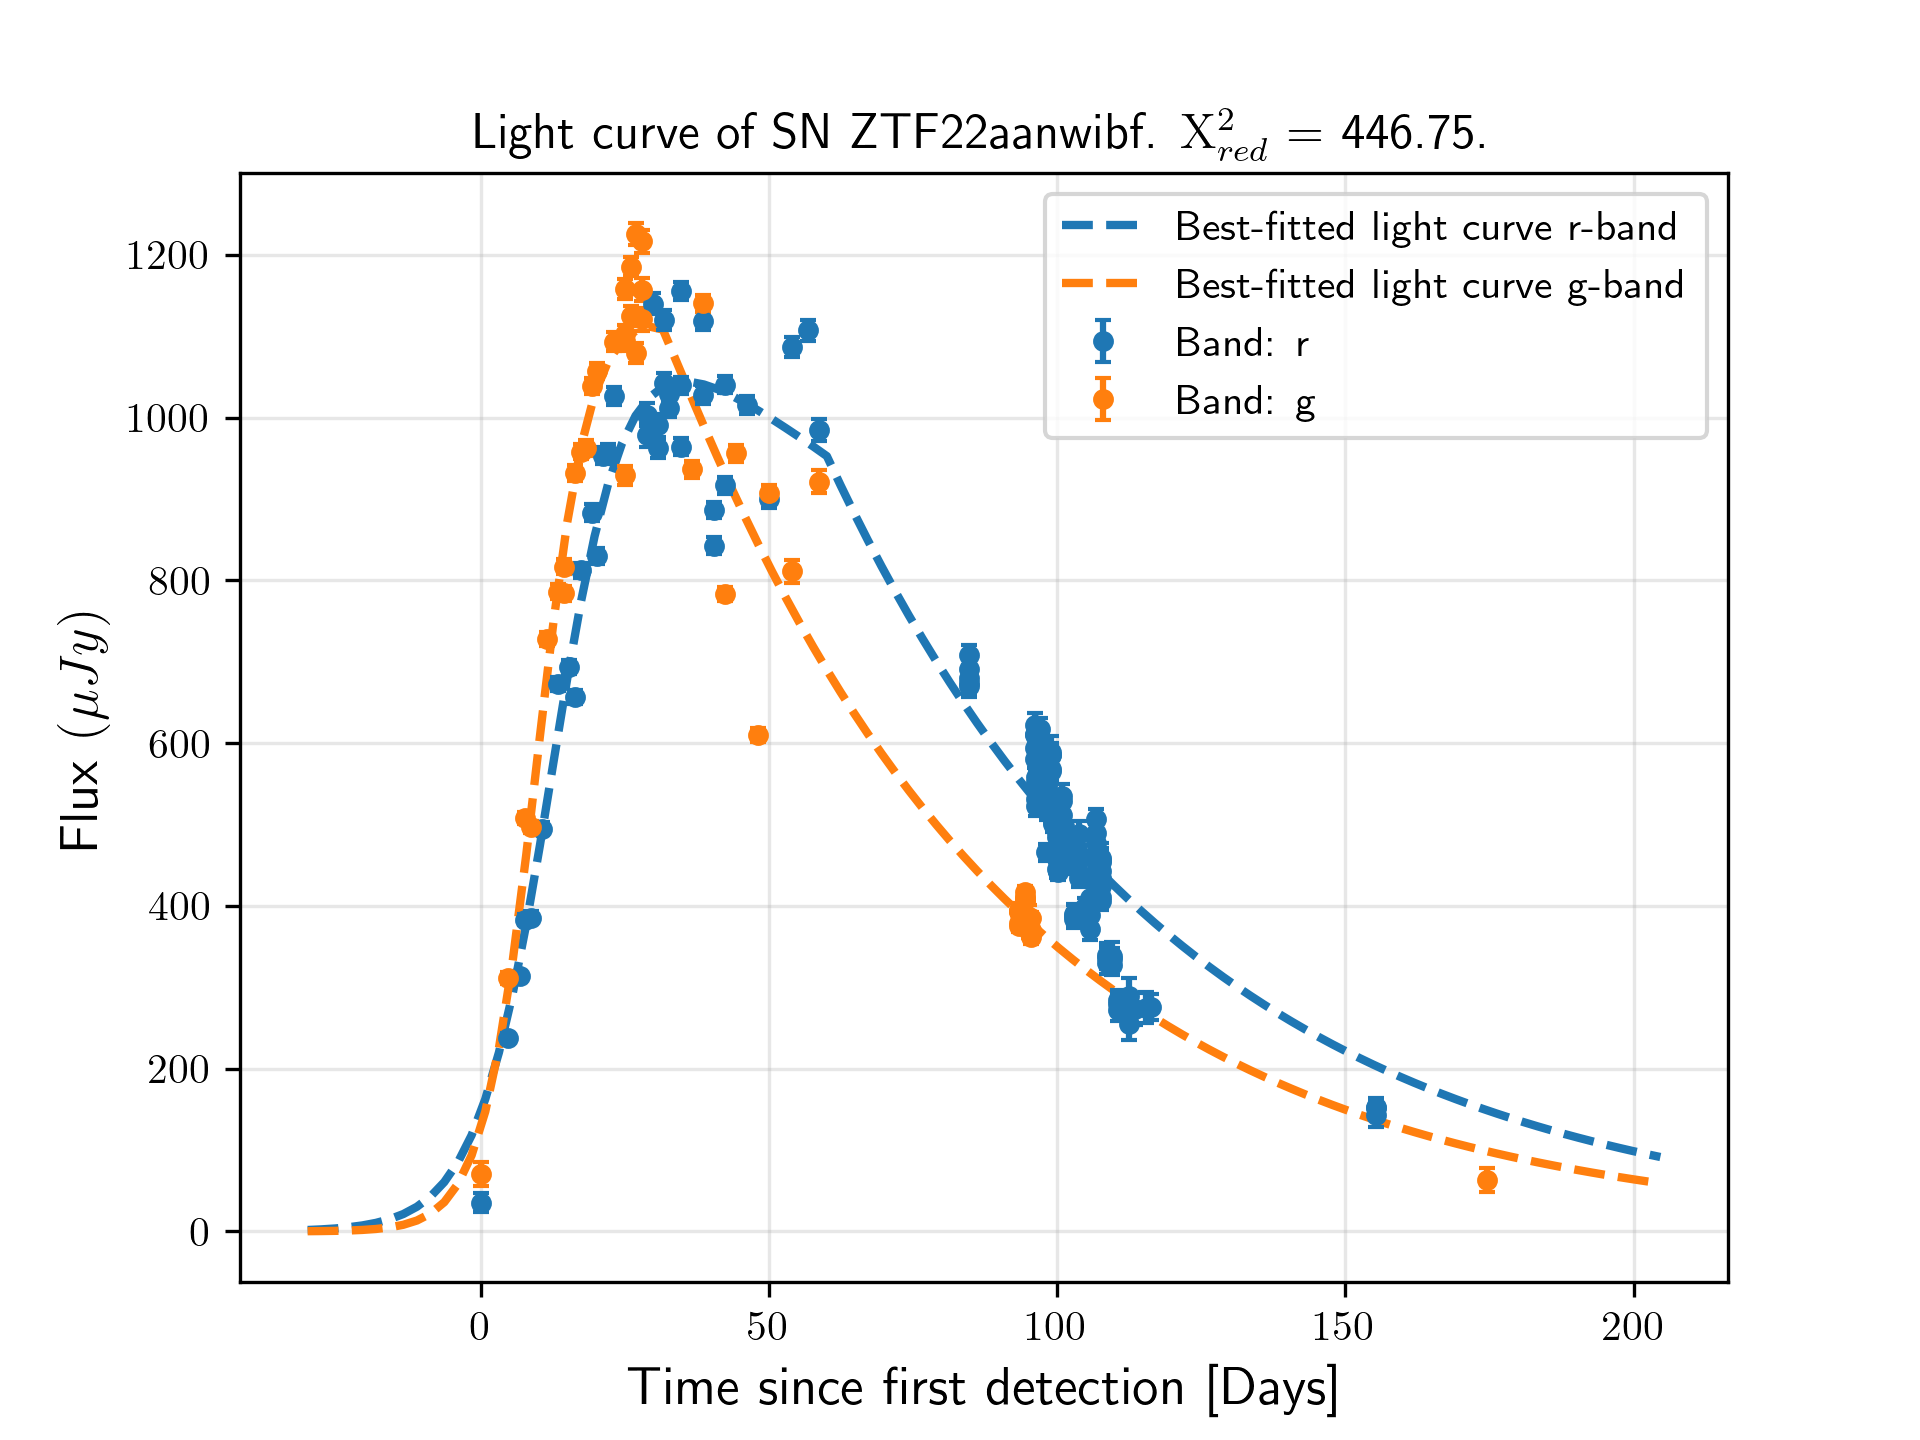 Light curve of SN ZTF22aanwibf. X²_red = 446.75.
Best-fitted light curve r-band
Best-fitted light curve g-band
Band: r
Band: g
Flux (μJy)
1200
1000
800
600
400
200
0
0 50 100 150 200
Time since first detection [Days]